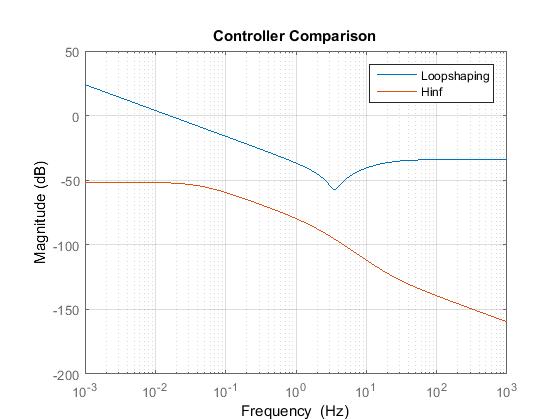 Controller Comparison
Loopshaping
Hinf
50
0
-50
-100
-150
-200
Magnitude (dB)
10^-3
10^-2
10^-1
10^0
10^1
10^2
10^3
Frequency (Hz)